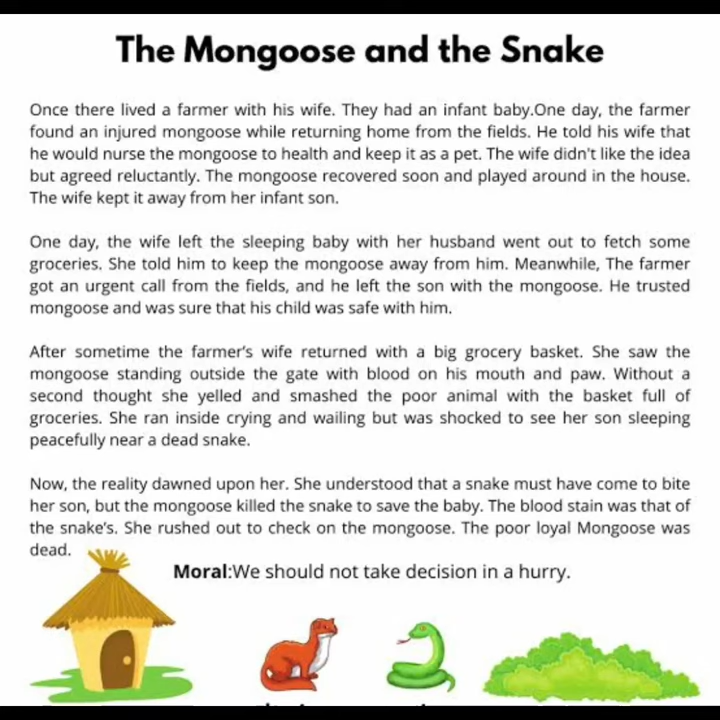 The Mongoose and the Snake
Once there lived a farmer with his wife. They had an infant baby.One day, the farmer
found an injured mongoose while returning home from the fields. He told his wife that
he would nurse the mongoose to health and keep it as a pet. The wife didn't like the idea
but agreed reluctantly. The mongoose recovered soon and played around in the house.
The wife kept it away from her infant son.
One day, the wife left the sleeping baby with her husband went out to fetch some
groceries. She told him to keep the mongoose away from him. Meanwhile, The farmer
got an urgent call from the fields, and he left the son with the mongoose. He trusted
mongoose and was sure that his child was safe with him.
After sometime the farmer's wife returned with a big grocery basket. She saw the
mongoose standing outside the gate with blood on his mouth and paw. Without a
second thought she yelled and smashed the poor animal with the basket full of
groceries. She ran inside crying and wailing but was shocked to see her son sleeping
peacefully near a dead snake.
Now, the reality dawned upon her. She understood that a snake must have come to bite
her son, but the mongoose killed the snake to save the baby. The blood stain was that of
the snake's. She rushed out to check on the mongoose. The poor loyal Mongoose was
dead.
Moral:We should not take decision in a hurry.